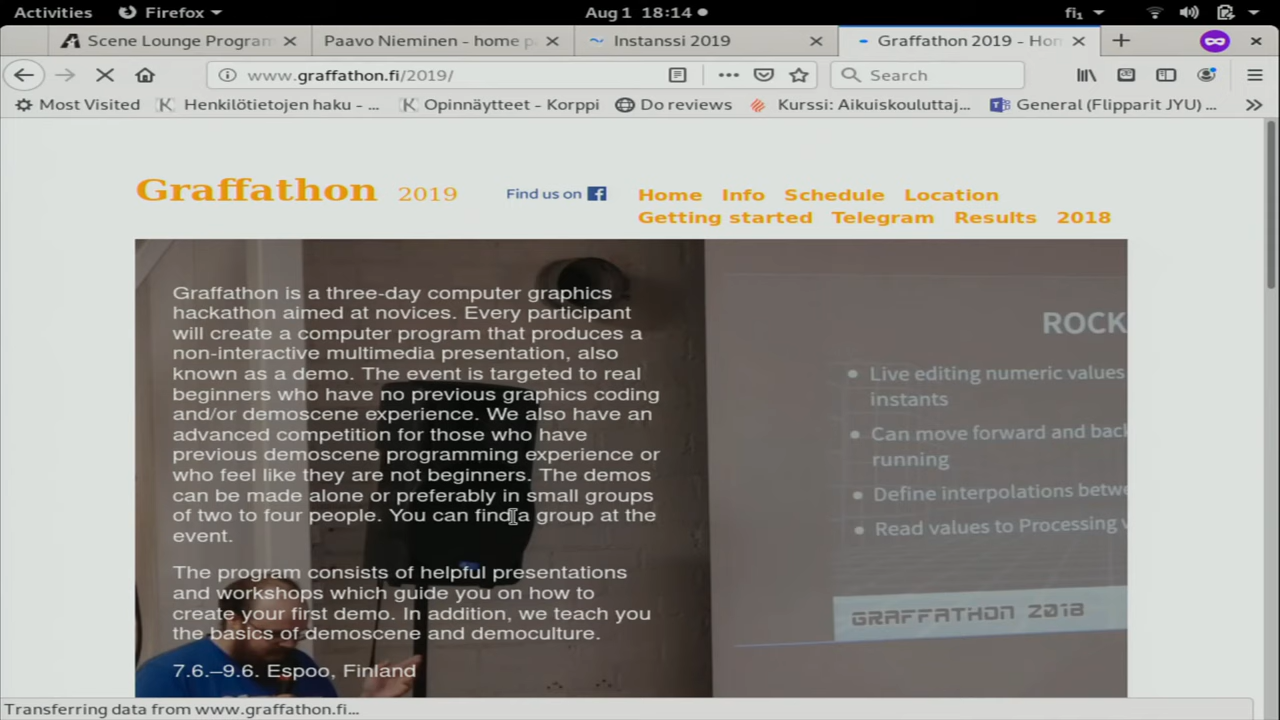 Activities Firefox Aug 1 18:14 fi₁
Scene Lounge Program Paavo Nieminen - home p Instanssi 2019 Graffathon 2019 - Hom
www.graffathon.fi/2019/ Search
Most Visited Henkilötietojen haku - ... Opinnäytteet - Korppi Do reviews Kurssi: Aikuiskouluttaj... General (Flipparit JYU) ...
Graffathon 2019 Find us on Home Info Schedule Location
Getting started Telegram Results 2018
Graffathon is a three-day computer graphics
hackathon aimed at novices. Every participant
will create a computer program that produces a
non-interactive multimedia presentation, also
known as a demo. The event is targeted to real
beginners who have no previous graphics coding
and/or demoscene experience. We also have an
advanced competition for those who have
previous demoscene programming experience or
who feel like they are not beginners. The demos
can be made alone or preferably in small groups
of two to four people. You can find a group at the
event.
The program consists of helpful presentations
and workshops which guide you on how to
create your first demo. In addition, we teach you
the basics of demoscene and democulture.
7.6.–9.6. Espoo, Finland
ROCK
Live editing numeric values
instants
Can move forward and back
running
Define interpolations betwe
Read values to Processing v
GRAFFATHON 2018
Transferring data from www.graffathon.fi...